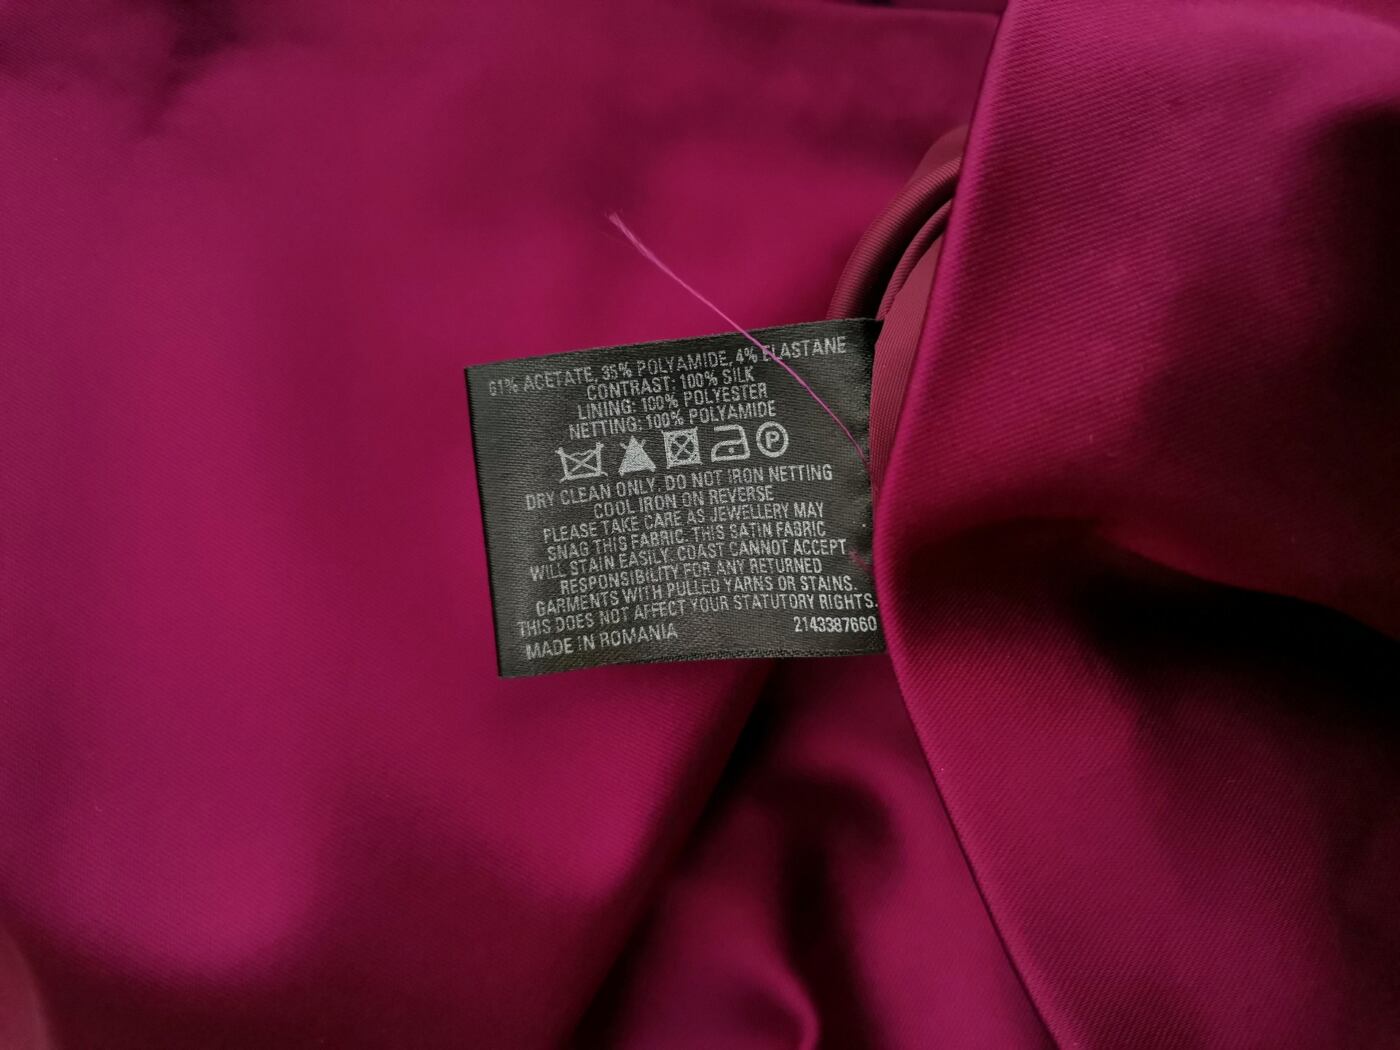 61% ACETATE, 35% POLYAMIDE, 4% ELASTANE
CONTRAST: 100% SILK
LINING: 100% POLYESTER
NETTING: 100% POLYAMIDE
P
DRY CLEAN ONLY. DO NOT IRON NETTING
COOL IRON ON REVERSE
PLEASE TAKE CARE AS JEWELLERY MAY
SNAG THIS FABRIC. THIS SATIN FABRIC
WILL STAIN EASILY. COAST CANNOT ACCEPT
RESPONSIBILITY FOR ANY RETURNED
GARMENTS WITH PULLED YARNS OR STAINS.
THIS DOES NOT AFFECT YOUR STATUTORY RIGHTS.
MADE IN ROMANIA 2143387660